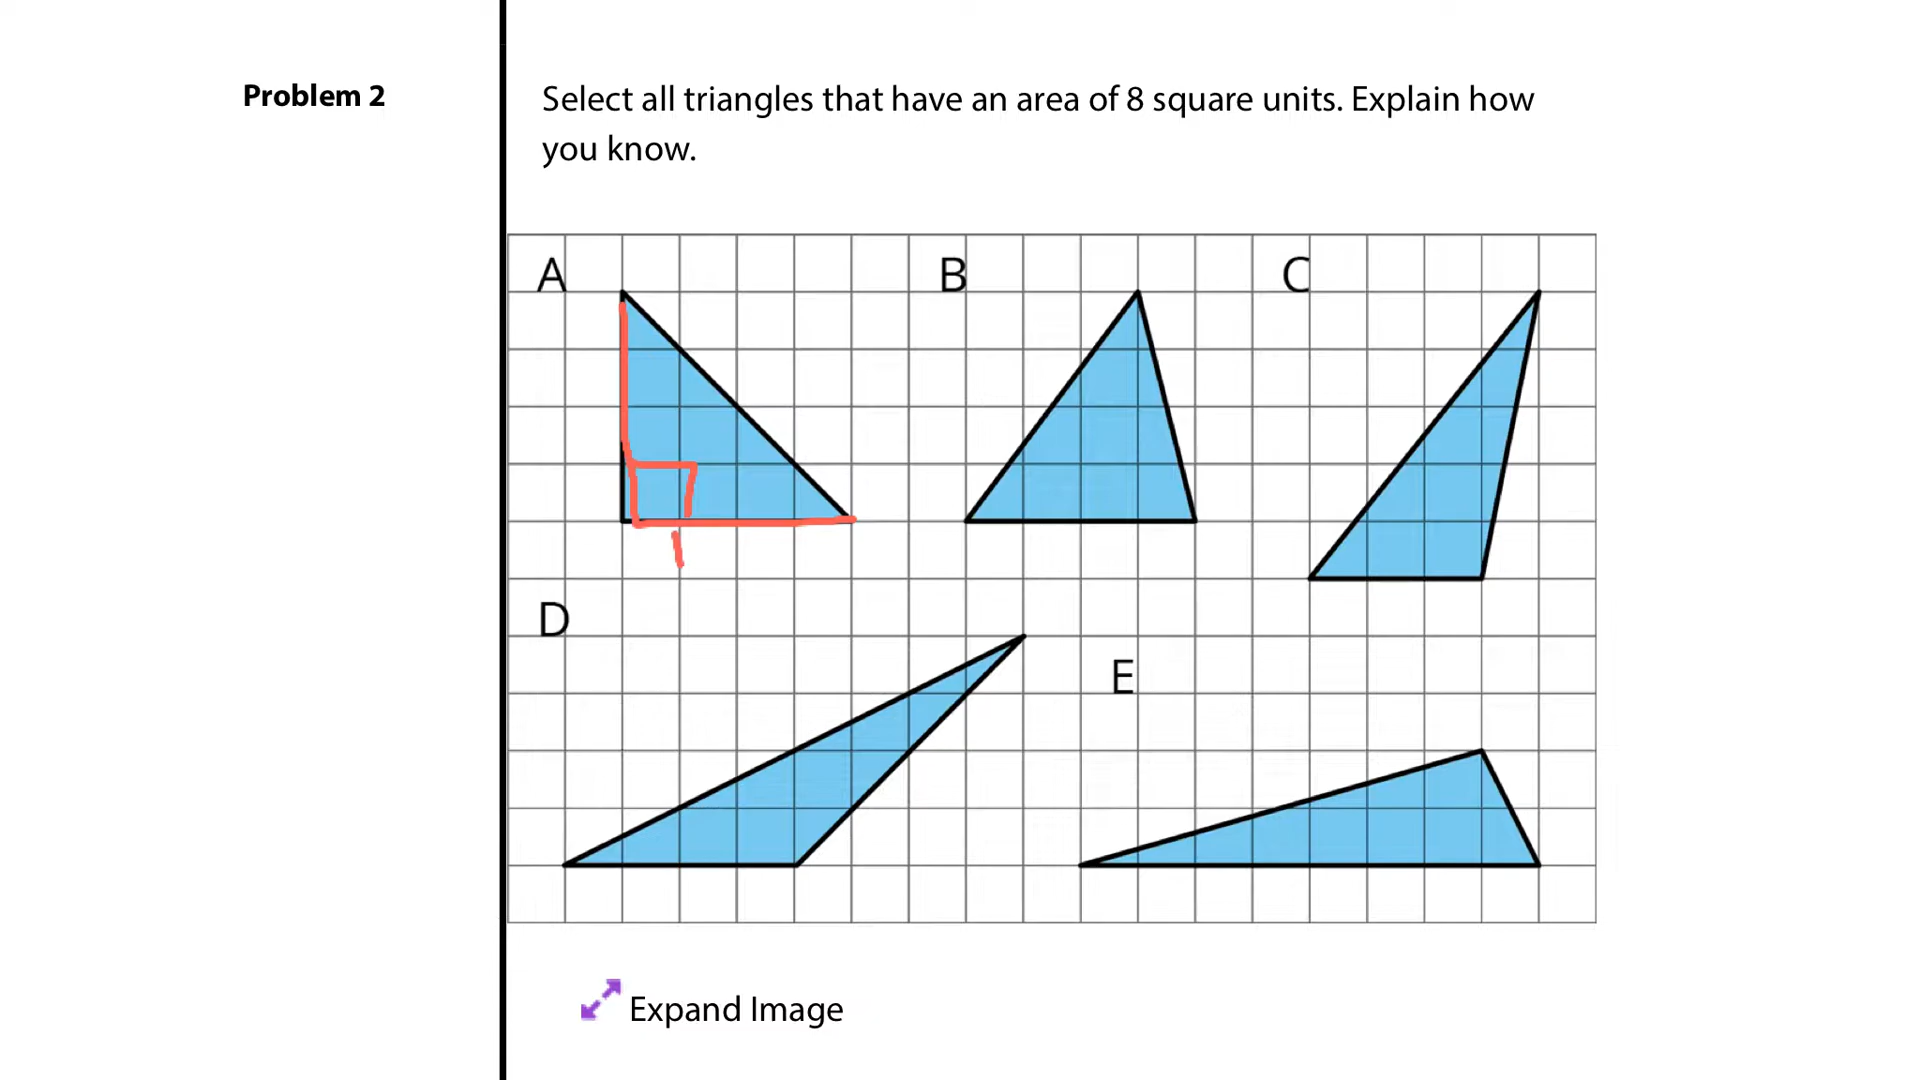 Problem 2
Select all triangles that have an area of 8 square units. Explain how
you know.
A
B
C
D
E
Expand Image